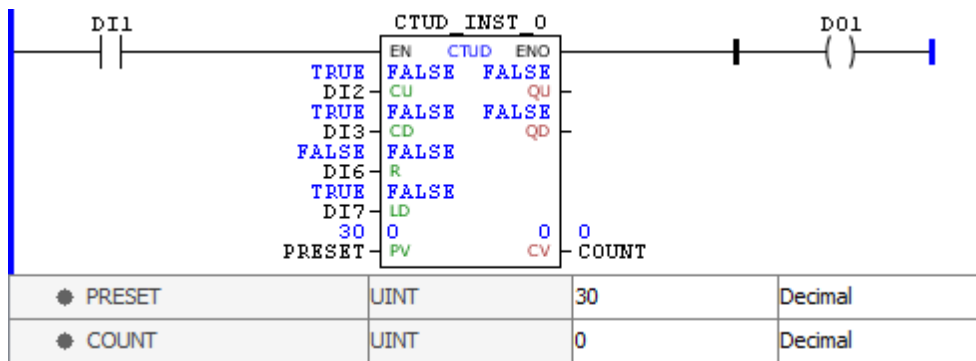 DI1 CTUD_INST_0 DO1
EN CTUD ENO
TRUE FALSE FALSE
DI2 CU QU
TRUE FALSE FALSE
DI3 CD QD
FALSE FALSE
DI6 R
TRUE FALSE
DI7 LD
30 0 0 0
PRESET PV CV COUNT
PRESET UINT 30 Decimal
COUNT UINT 0 Decimal